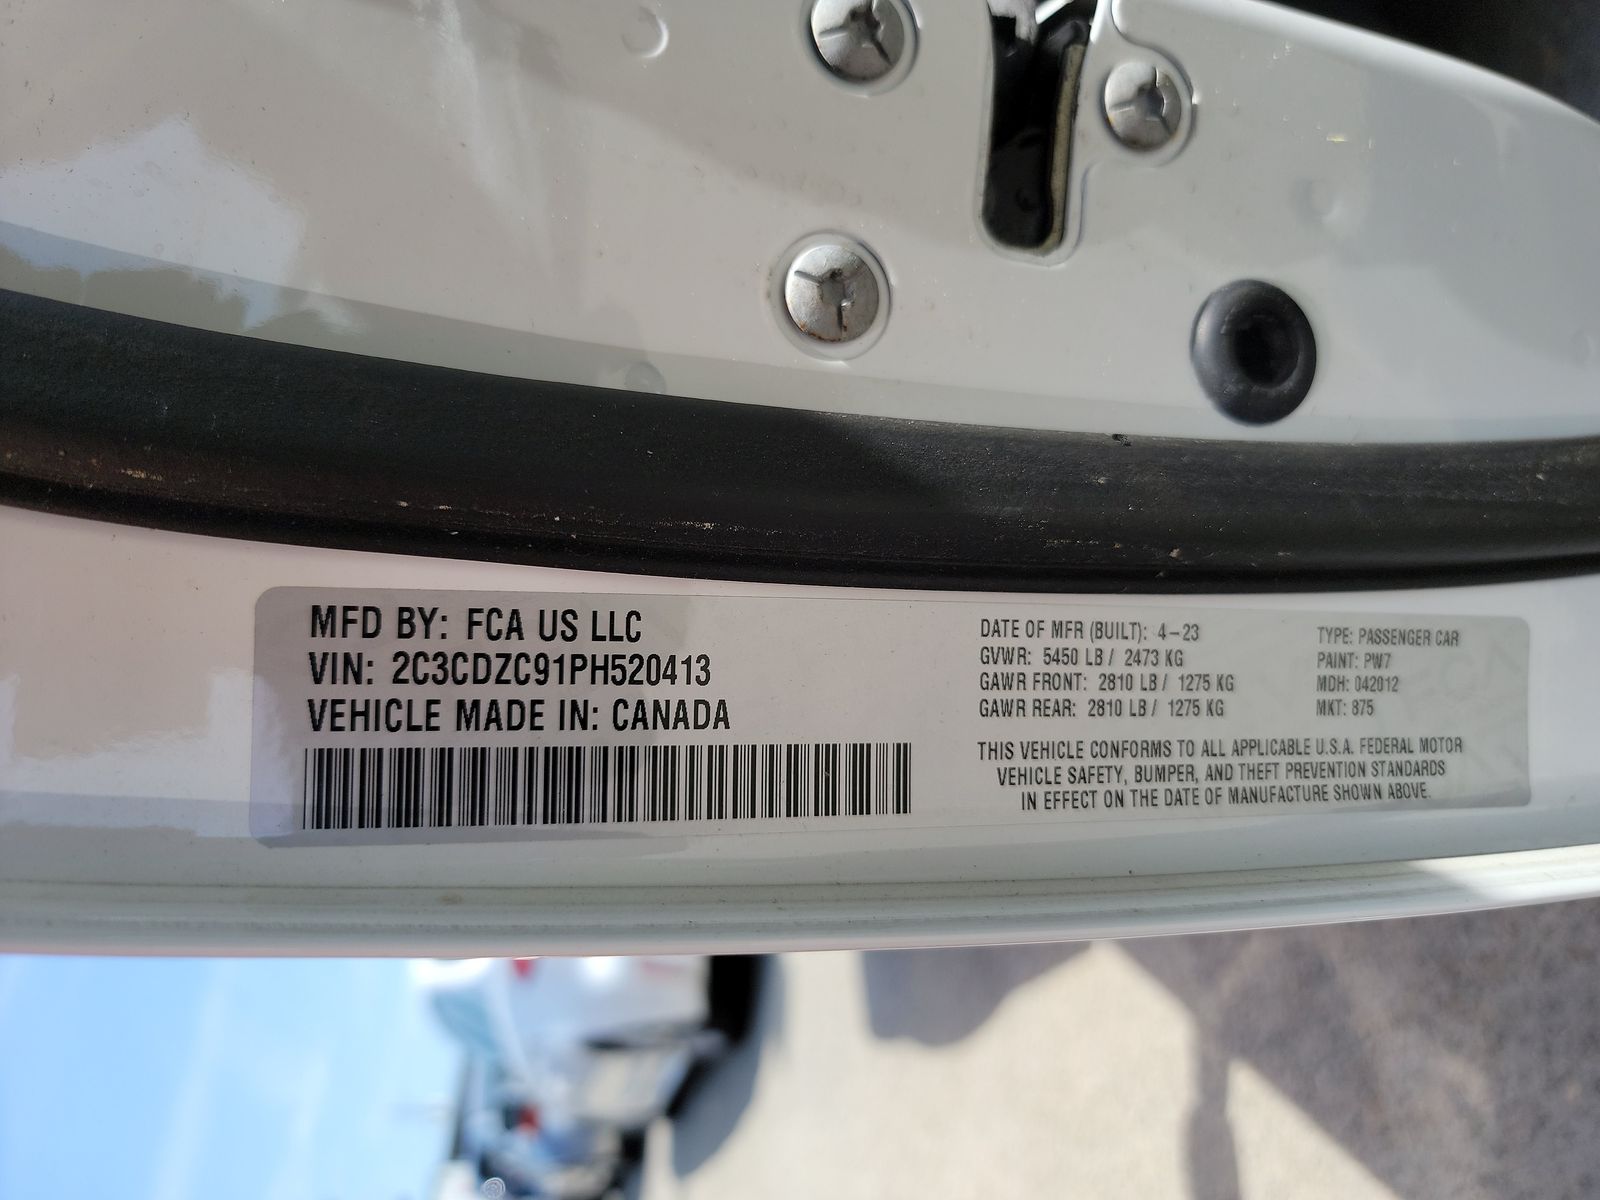 MFD BY: FCA US LLC
VIN: 2C3CDZC91PH520413
VEHICLE MADE IN: CANADA
DATE OF MFR (BUILT): 4-23
GVWR: 5450 LB / 2473 KG
GAWR FRONT: 2810 LB / 1275 KG
GAWR REAR: 2810 LB / 1275 KG
TYPE: PASSENGER CAR
PAINT: PW7
MDH: 042012
MKT: 875
THIS VEHICLE CONFORMS TO ALL APPLICABLE U.S.A. FEDERAL MOTOR
VEHICLE SAFETY, BUMPER, AND THEFT PREVENTION STANDARDS
IN EFFECT ON THE DATE OF MANUFACTURE SHOWN ABOVE.